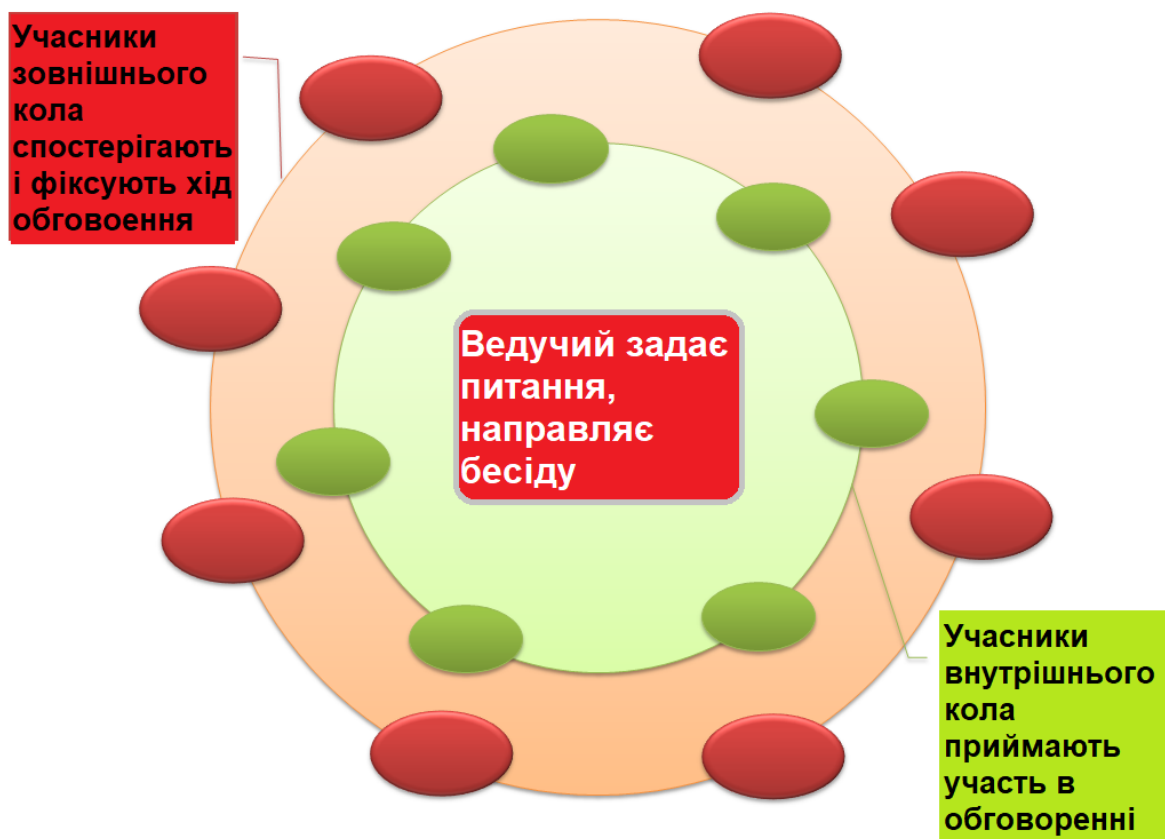 Учасники
зовнішнього
кола
спостерігають
і фіксують хід
обговоення
Ведучий задає
питання,
направляє
бесіду
Учасники
внутрішнього
кола
приймають
участь в
обговоренні